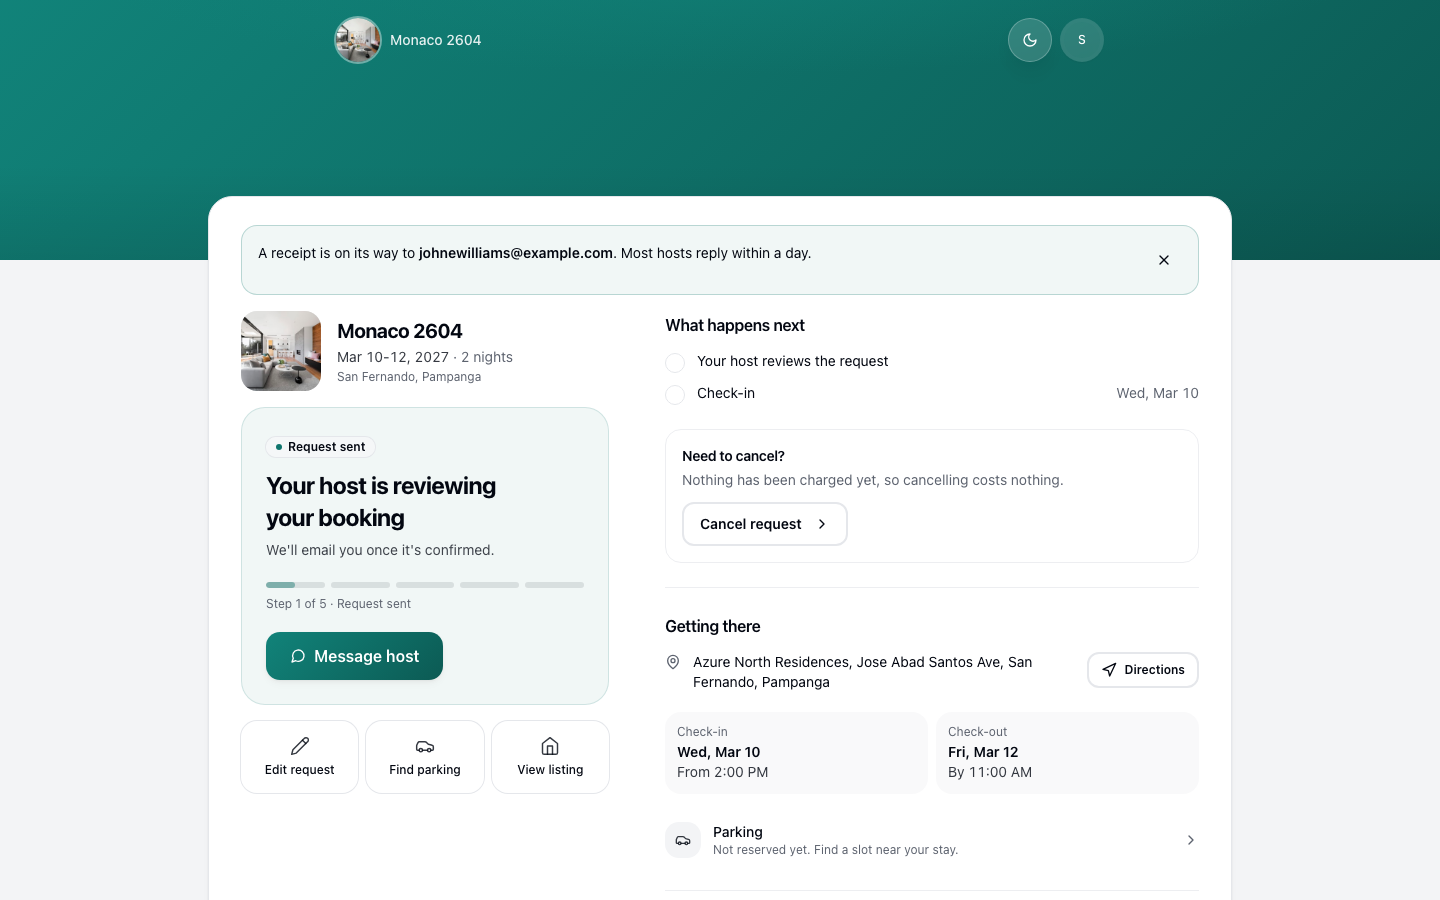 Monaco 2604
S
A receipt is on its way to johnewilliams@example.com. Most hosts reply within a day.
Monaco 2604
Mar 10-12, 2027 · 2 nights
San Fernando, Pampanga
Request sent
Your host is reviewing
your booking
We'll email you once it's confirmed.
Step 1 of 5 · Request sent
Message host
Edit request
Find parking
View listing
What happens next
Your host reviews the request
Check-in
Wed, Mar 10
Need to cancel?
Nothing has been charged yet, so cancelling costs nothing.
Cancel request
Getting there
Azure North Residences, Jose Abad Santos Ave, San
Fernando, Pampanga
Directions
Check-in
Wed, Mar 10
From 2:00 PM
Check-out
Fri, Mar 12
By 11:00 AM
Parking
Not reserved yet. Find a slot near your stay.